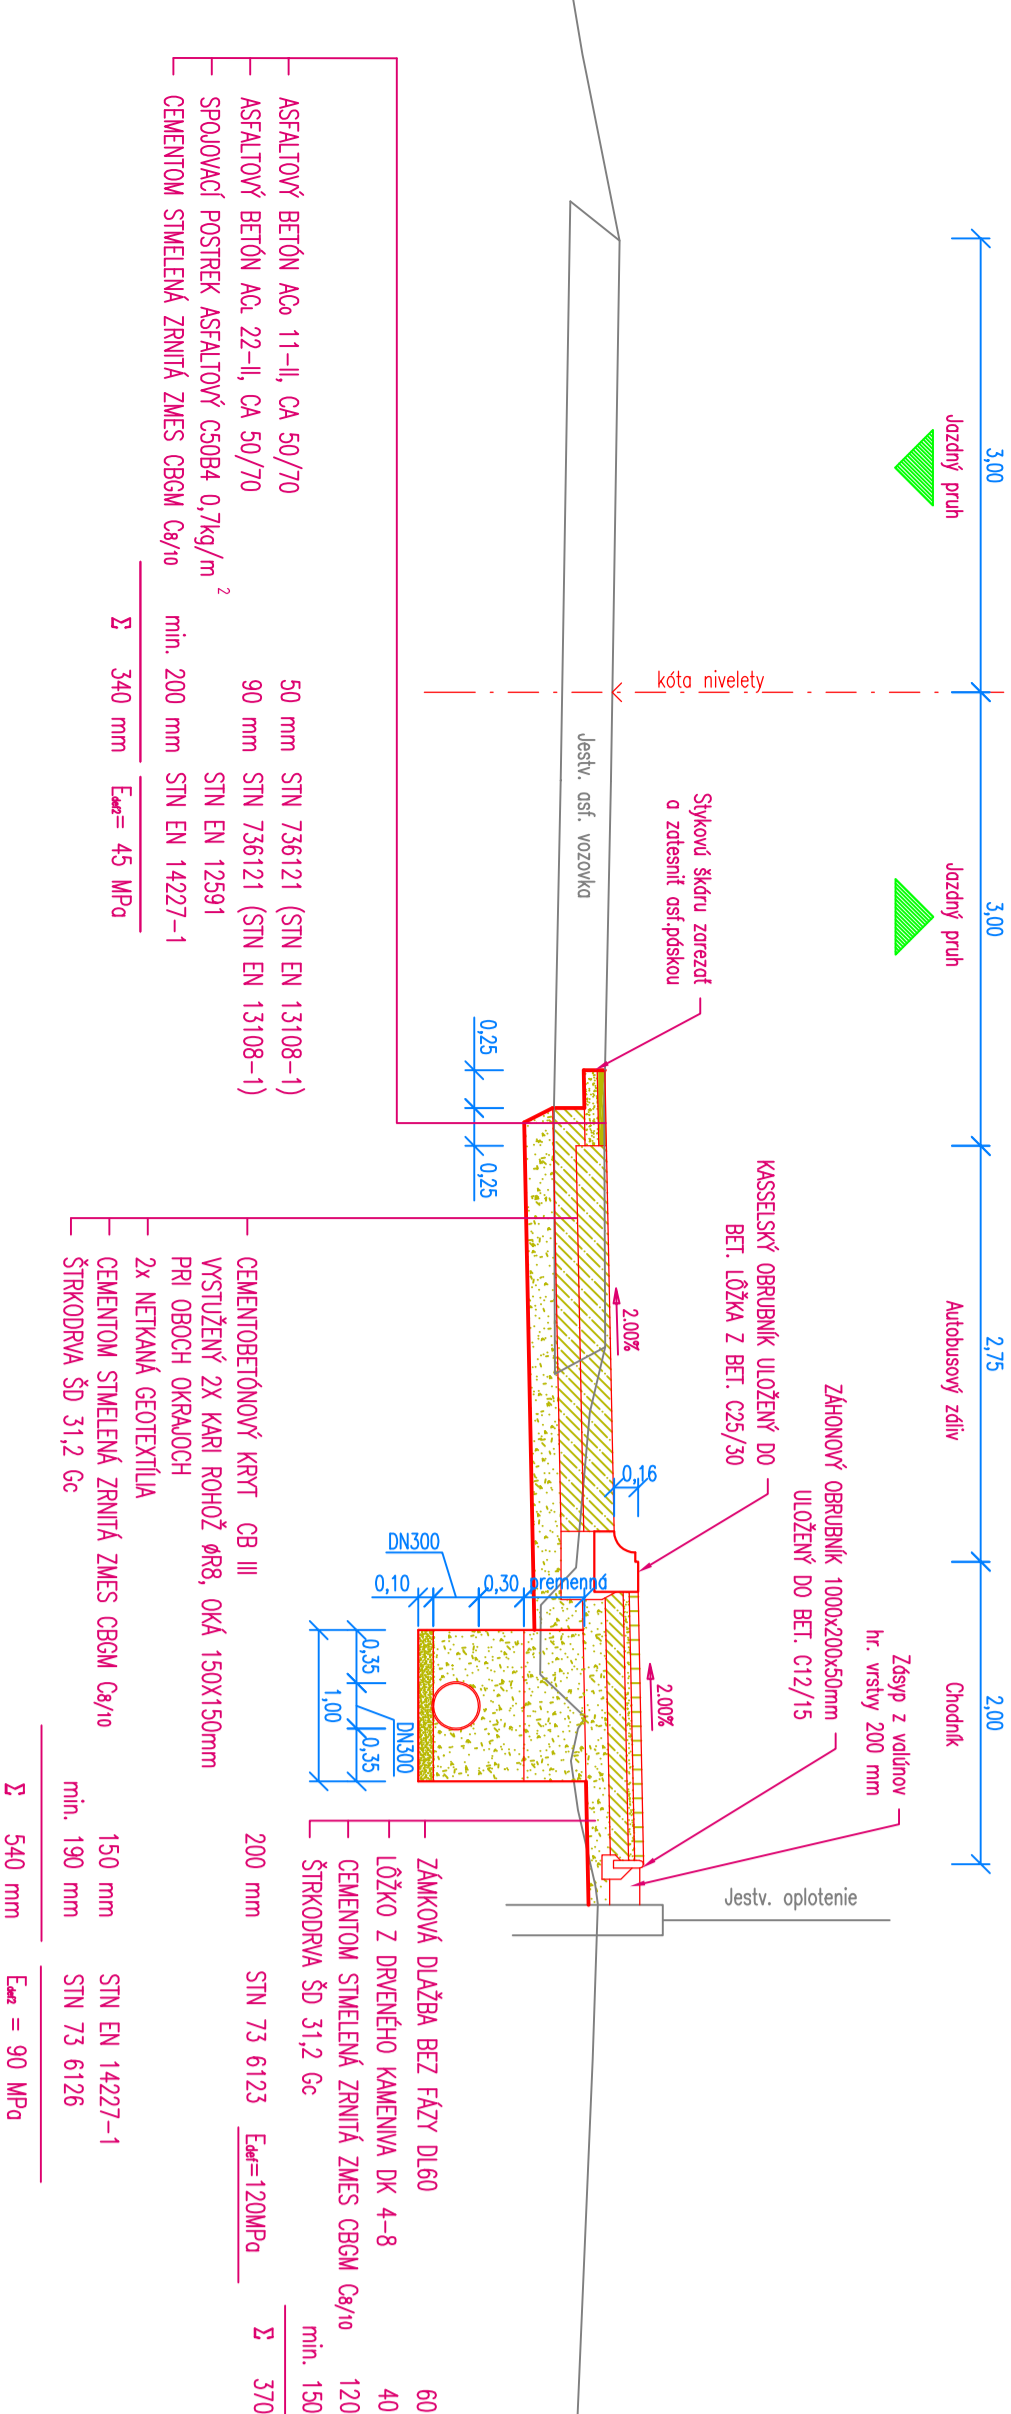 3,00
3,00
2,75
2,00
Jazdný pruh
Jazdný pruh
Autobusový záliv
Chodník
kóta nivelety
Jestv. asf. vozovka
Stykovú škáru zarezať
a zatesniť asf.páskou
KASSELSKÝ OBRUBNÍK ULOŽENÝ DO
BET. LÔŽKA Z BET. C25/30
ZÁHONOVÝ OBRUBNÍK 1000x200x50mm
ULOŽENÝ DO BET. C12/15
Zásyp z valúnov
hr. vrstvy 200 mm
Jestv. oplotenie
2.00%
2.00%
0,16
0,25
0,25
DN300
0,10
0,30
premenná
0,35
DN300
0,35
1,00
ASFALTOVÝ BETÓN ACo 11-II, CA 50/70 50 mm STN 736121 (STN EN 13108-1)
ASFALTOVÝ BETÓN ACL 22-II, CA 50/70 90 mm STN 736121 (STN EN 13108-1)
SPOJOVACÍ POSTREK ASFALTOVÝ C50B4 0,7kg/m 2 STN EN 12591
CEMENTOM STMELENÁ ZRNITÁ ZMES CBGM C8/10 min. 200 mm STN EN 14227-1
Σ 340 mm Edef2= 45 MPa
CEMENTOBETÓNOVÝ KRYT CB III 200 mm STN 73 6123 Edef=120MPa
VYSTUŽENÝ 2X KARI ROHOŽ ØR8, OKÁ 150X150mm
PRI OBOCH OKRAJOCH
2x NETKANÁ GEOTEXTÍLIA
CEMENTOM STMELENÁ ZRNITÁ ZMES CBGM C8/10 150 mm STN EN 14227-1
ŠTRKODRVA ŠD 31,2 Gc min. 190 mm STN 73 6126
Σ 540 mm Edef2 = 90 MPa
ZÁMKOVÁ DLAŽBA BEZ FÁZY DL60 60
LÔŽKO Z DRVENÉHO KAMENIVA DK 4-8 40
CEMENTOM STMELENÁ ZRNITÁ ZMES CBGM C8/10 120
ŠTRKODRVA ŠD 31,2 Gc min. 150
Σ 370